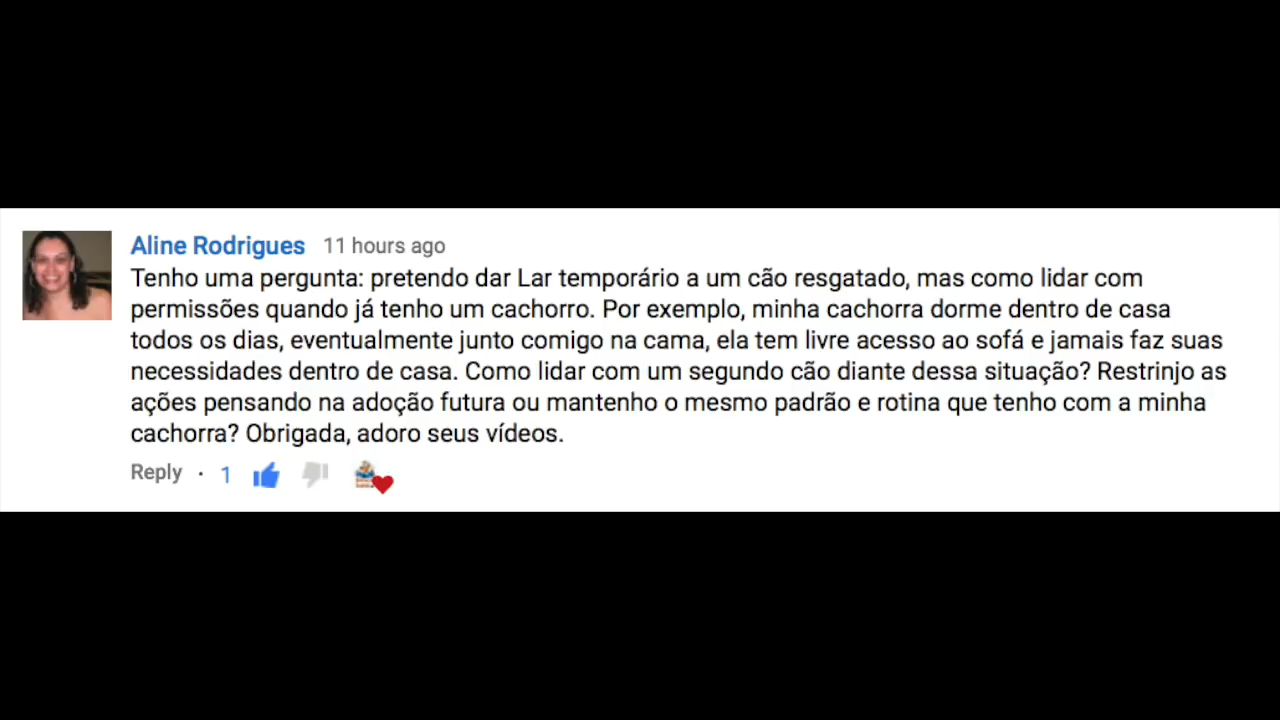 Aline Rodrigues 11 hours ago
Tenho uma pergunta: pretendo dar Lar temporário a um cão resgatado, mas como lidar com
permissões quando já tenho um cachorro. Por exemplo, minha cachorra dorme dentro de casa
todos os dias, eventualmente junto comigo na cama, ela tem livre acesso ao sofá e jamais faz suas
necessidades dentro de casa. Como lidar com um segundo cão diante dessa situação? Restrinjo as
ações pensando na adoção futura ou mantenho o mesmo padrão e rotina que tenho com a minha
cachorra? Obrigada, adoro seus vídeos.
Reply · 1